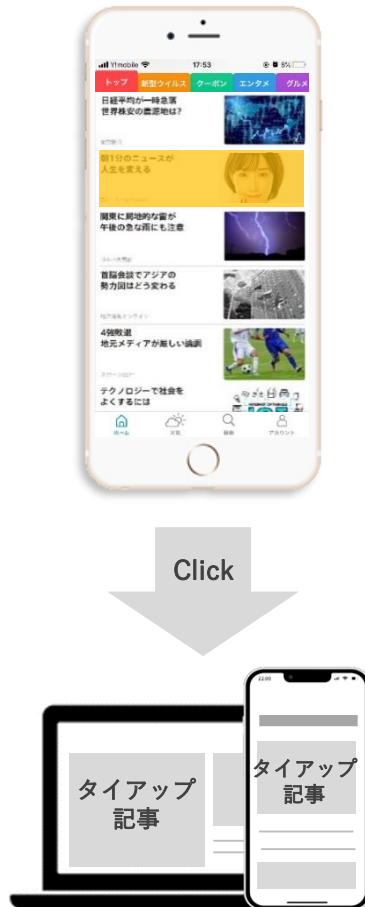 Y!mobile 17:53 8%
トップ 新型ウイルス クーポン エンタメ グルメ
日経平均が一時急落
世界株安の震源地は?
朝1分のニュースが
人生を変える
関東に局地的な雷が
午後の急な雨にも注意
首脳会談でアジアの
勢力図はどう変わる
4強敗退
地元メディアが厳しい論調
テクノロジーで社会を
よくするには
ホーム 天気 検索 アカウント
Click
22:00
タイアップ
記事
タイアップ
記事